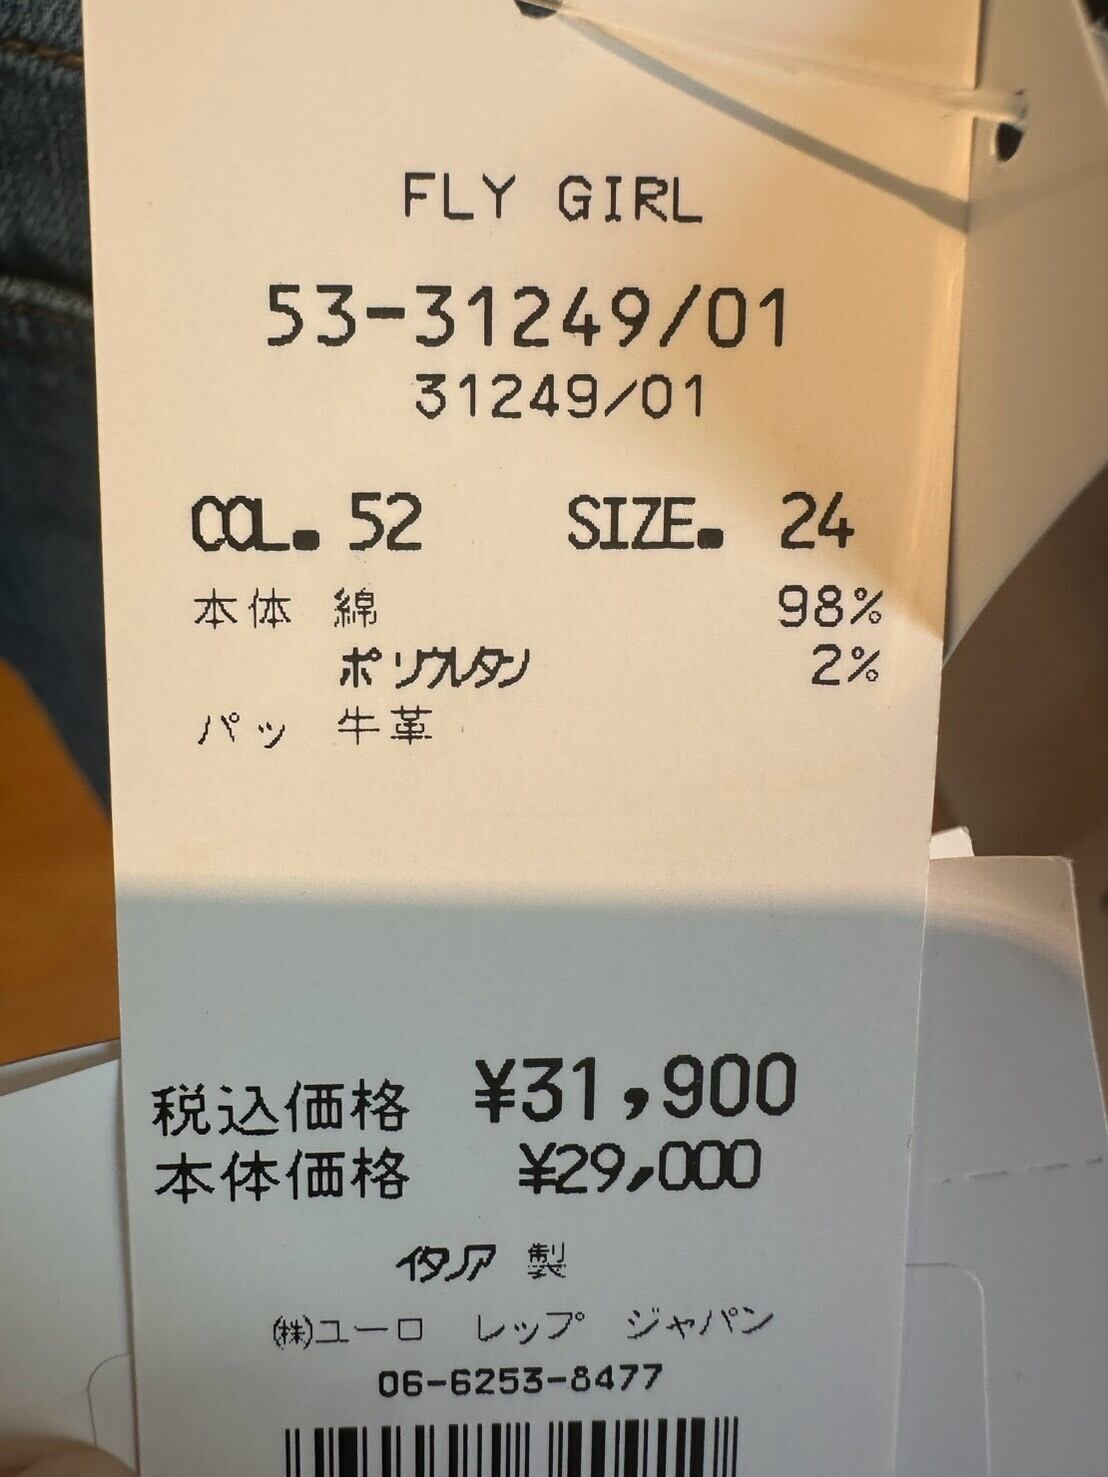 FLY GIRL
53-31249/01
31249/01
COL. 52 SIZE. 24
本体 綿 98%
ポリウレタン 2%
パッ 牛革
税込価格 ¥31,900
本体価格 ¥29,000
イタリア 製
(株)ユーロ レップ ジャパン
06-6253-8477